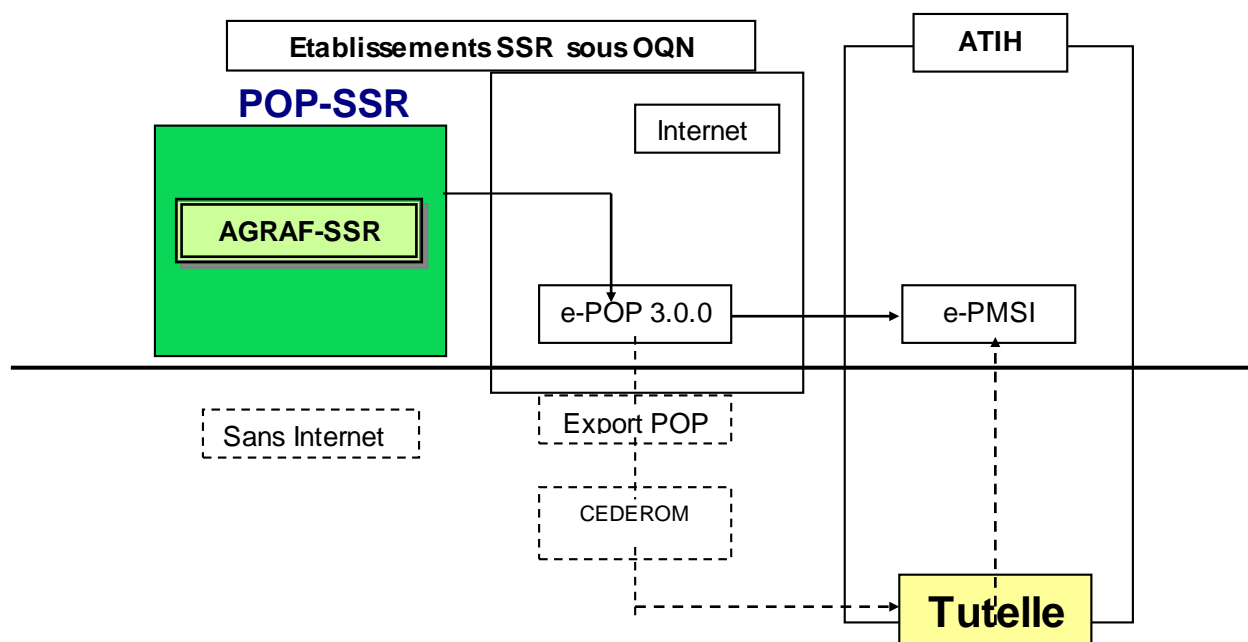 Etablissements SSR sous OQN
ATIH
POP-SSR
Internet
AGRAF-SSR
e-POP 3.0.0
e-PMSI
Sans Internet
Export POP
CEDEROM
Tutelle